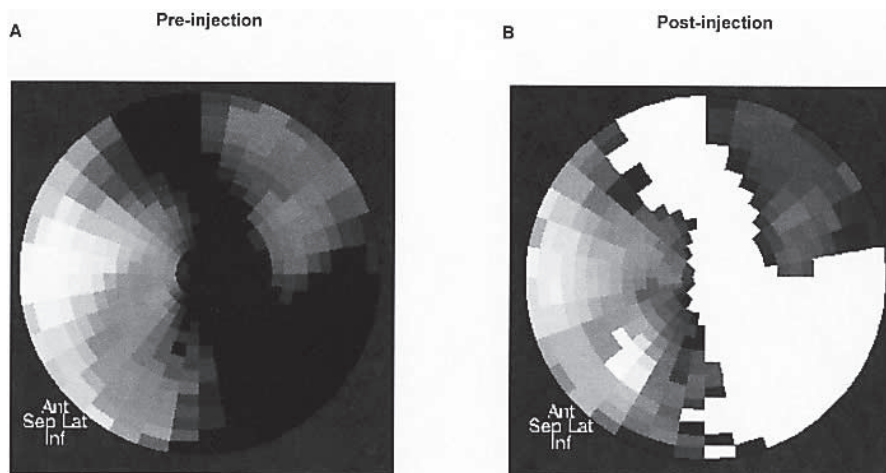 A
Pre-injection
B
Post-injection
Ant
Sep Lat
Inf
Ant
Sep Lat
Inf